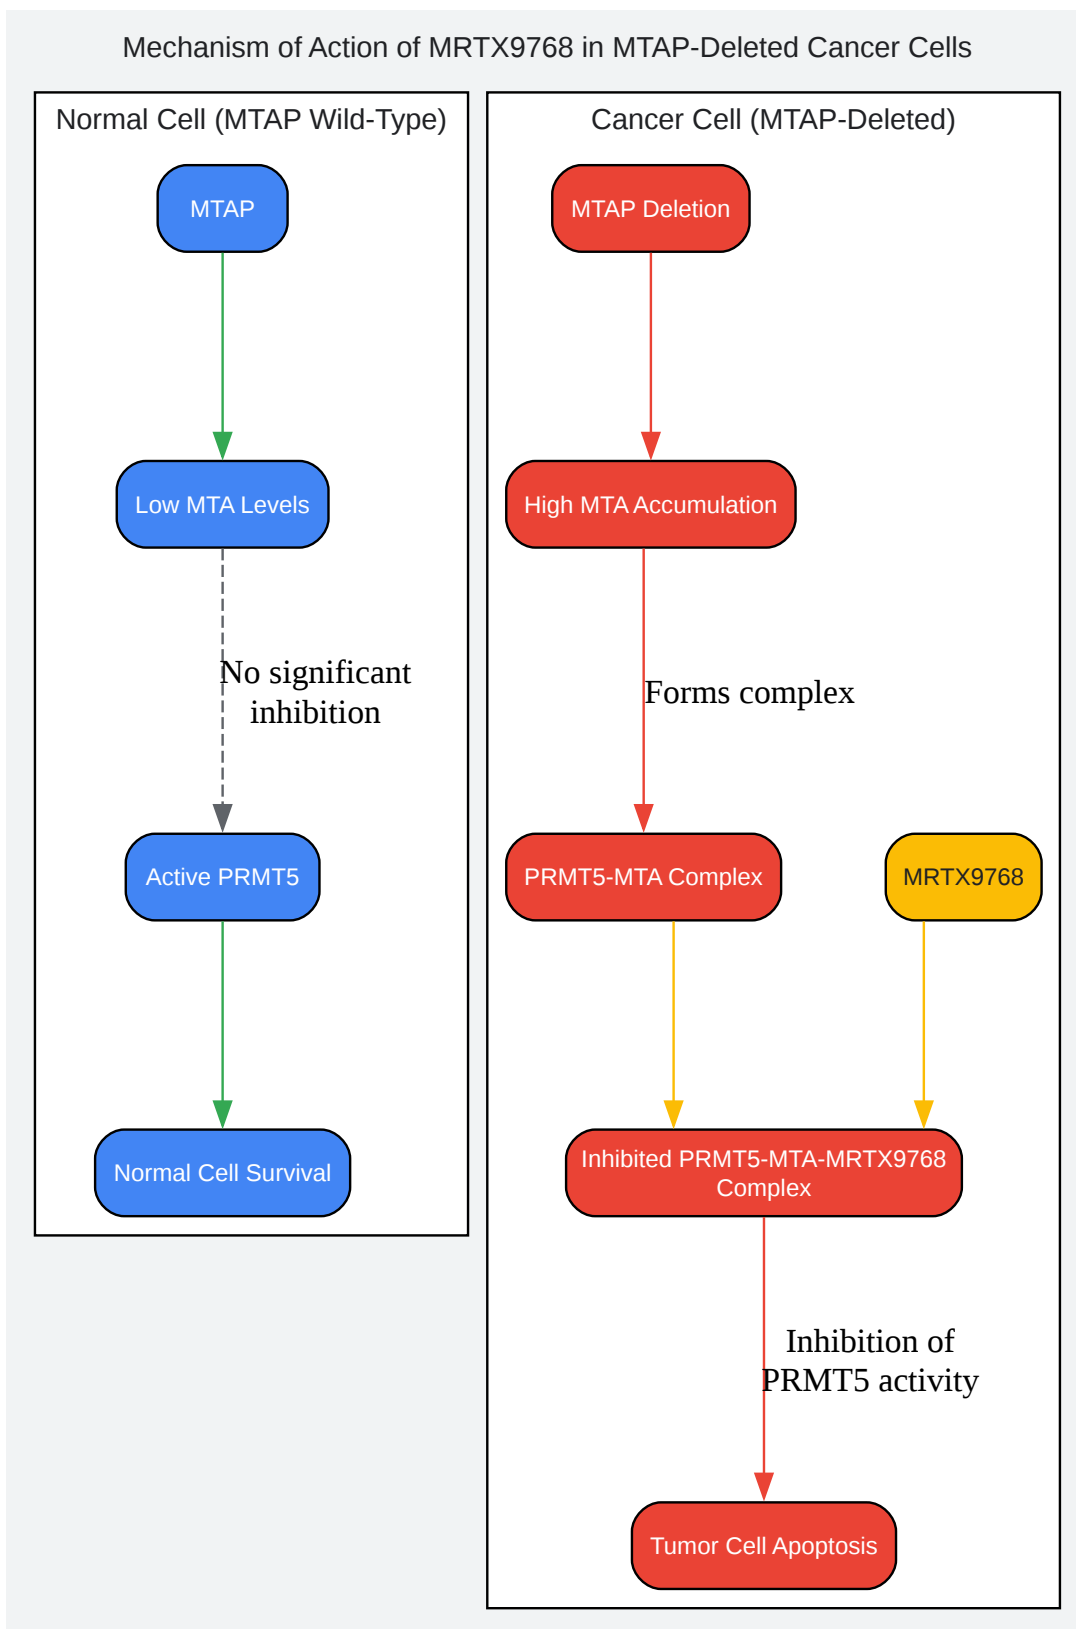 Mechanism of Action of MRTX9768 in MTAP-Deleted Cancer Cells
Normal Cell (MTAP Wild-Type)
MTAP
Low MTA Levels
No significant
inhibition
Active PRMT5
Normal Cell Survival
Cancer Cell (MTAP-Deleted)
MTAP Deletion
High MTA Accumulation
Forms complex
PRMT5-MTA Complex
MRTX9768
Inhibited PRMT5-MTA-MRTX9768
Complex
Inhibition of
PRMT5 activity
Tumor Cell Apoptosis